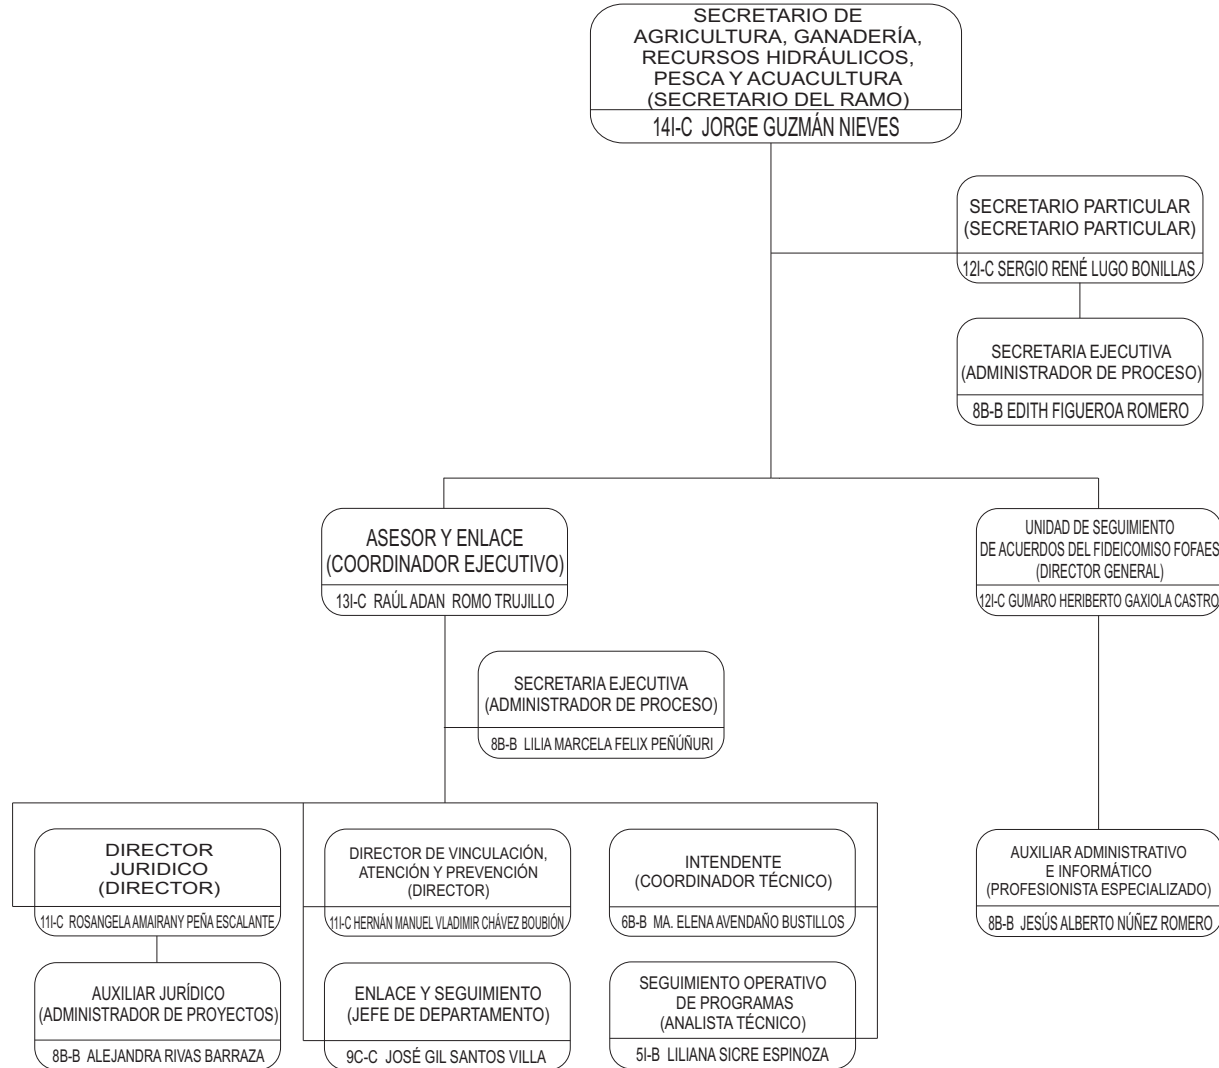 SECRETARIO DE
AGRICULTURA, GANADERÍA,
RECURSOS HIDRÁULICOS,
PESCA Y ACUACULTURA
(SECRETARIO DEL RAMO)
14I-C JORGE GUZMÁN NIEVES
SECRETARIO PARTICULAR
(SECRETARIO PARTICULAR)
12I-C SERGIO RENÉ LUGO BONILLAS
SECRETARIA EJECUTIVA
(ADMINISTRADOR DE PROCESO)
8B-B EDITH FIGUEROA ROMERO
ASESOR Y ENLACE
(COORDINADOR EJECUTIVO)
13I-C RAÚL ADAN ROMO TRUJILLO
UNIDAD DE SEGUIMIENTO
DE ACUERDOS DEL FIDEICOMISO FOFAES
(DIRECTOR GENERAL)
12I-C GUMARO HERIBERTO GAXIOLA CASTRO
SECRETARIA EJECUTIVA
(ADMINISTRADOR DE PROCESO)
8B-B LILIA MARCELA FELIX PEÑÚÑURI
DIRECTOR
JURIDICO
(DIRECTOR)
11I-C ROSANGELA AMAIRANY PEÑA ESCALANTE
DIRECTOR DE VINCULACIÓN,
ATENCIÓN Y PREVENCIÓN
(DIRECTOR)
11I-C HERNÁN MANUEL VLADIMIR CHÁVEZ BOUBIÓN
INTENDENTE
(COORDINADOR TÉCNICO)
6B-B MA. ELENA AVENDAÑO BUSTILLOS
AUXILIAR ADMINISTRATIVO
E INFORMÁTICO
(PROFESIONISTA ESPECIALIZADO)
8B-B JESÚS ALBERTO NÚÑEZ ROMERO
AUXILIAR JURÍDICO
(ADMINISTRADOR DE PROYECTOS)
8B-B ALEJANDRA RIVAS BARRAZA
ENLACE Y SEGUIMIENTO
(JEFE DE DEPARTAMENTO)
9C-C JOSÉ GIL SANTOS VILLA
SEGUIMIENTO OPERATIVO
DE PROGRAMAS
(ANALISTA TÉCNICO)
5I-B LILIANA SICRE ESPINOZA